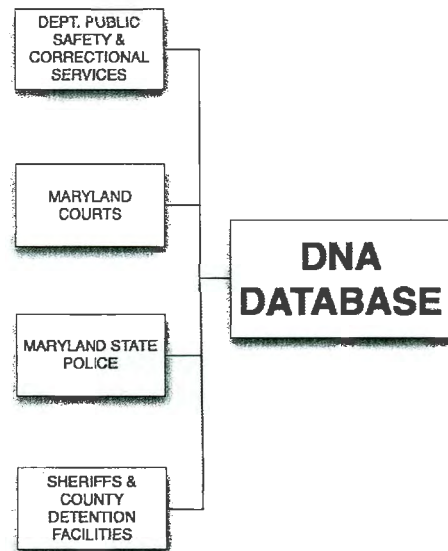 DEPT. PUBLIC
SAFETY &
CORRECTIONAL
SERVICES
MARYLAND
COURTS
DNA
DATABASE
MARYLAND STATE
POLICE
SHERIFFS &
COUNTY
DETENTION
FACILITIES